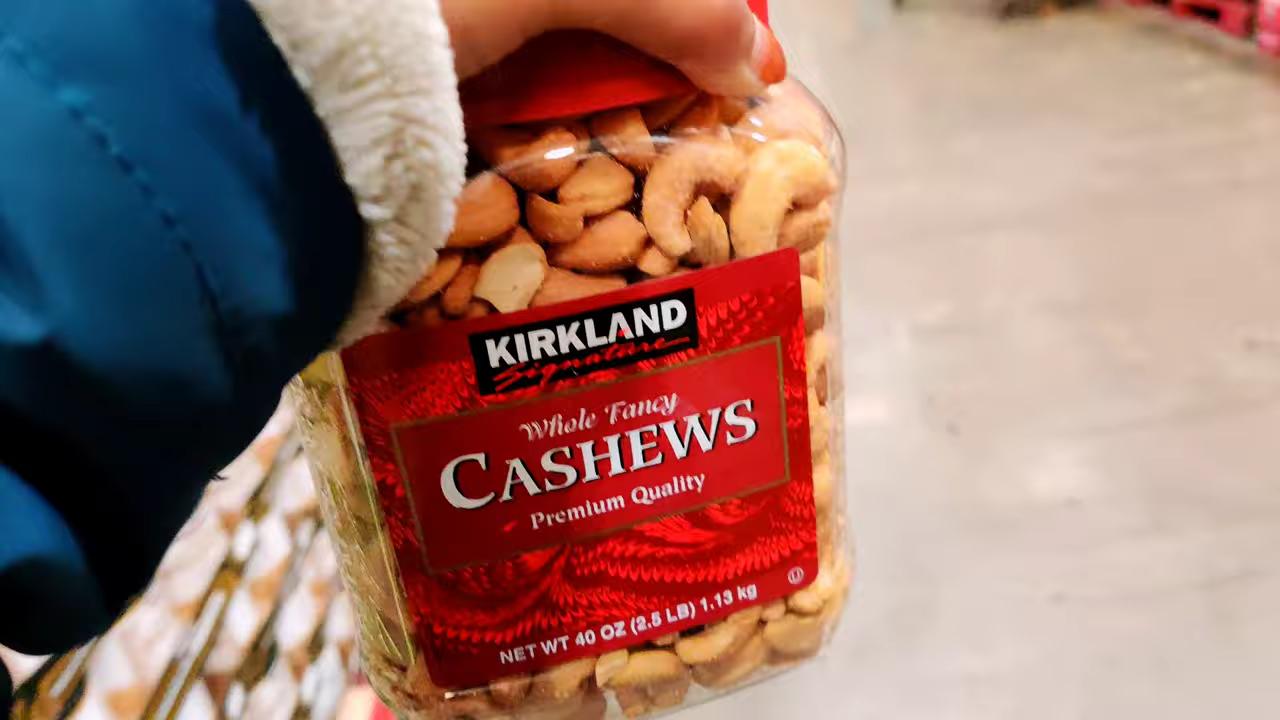 KIRKLAND
Signature
Whole Fancy
CASHEWS
Premium Quality
NET WT 40 OZ (2.5 LB) 1.13 kg